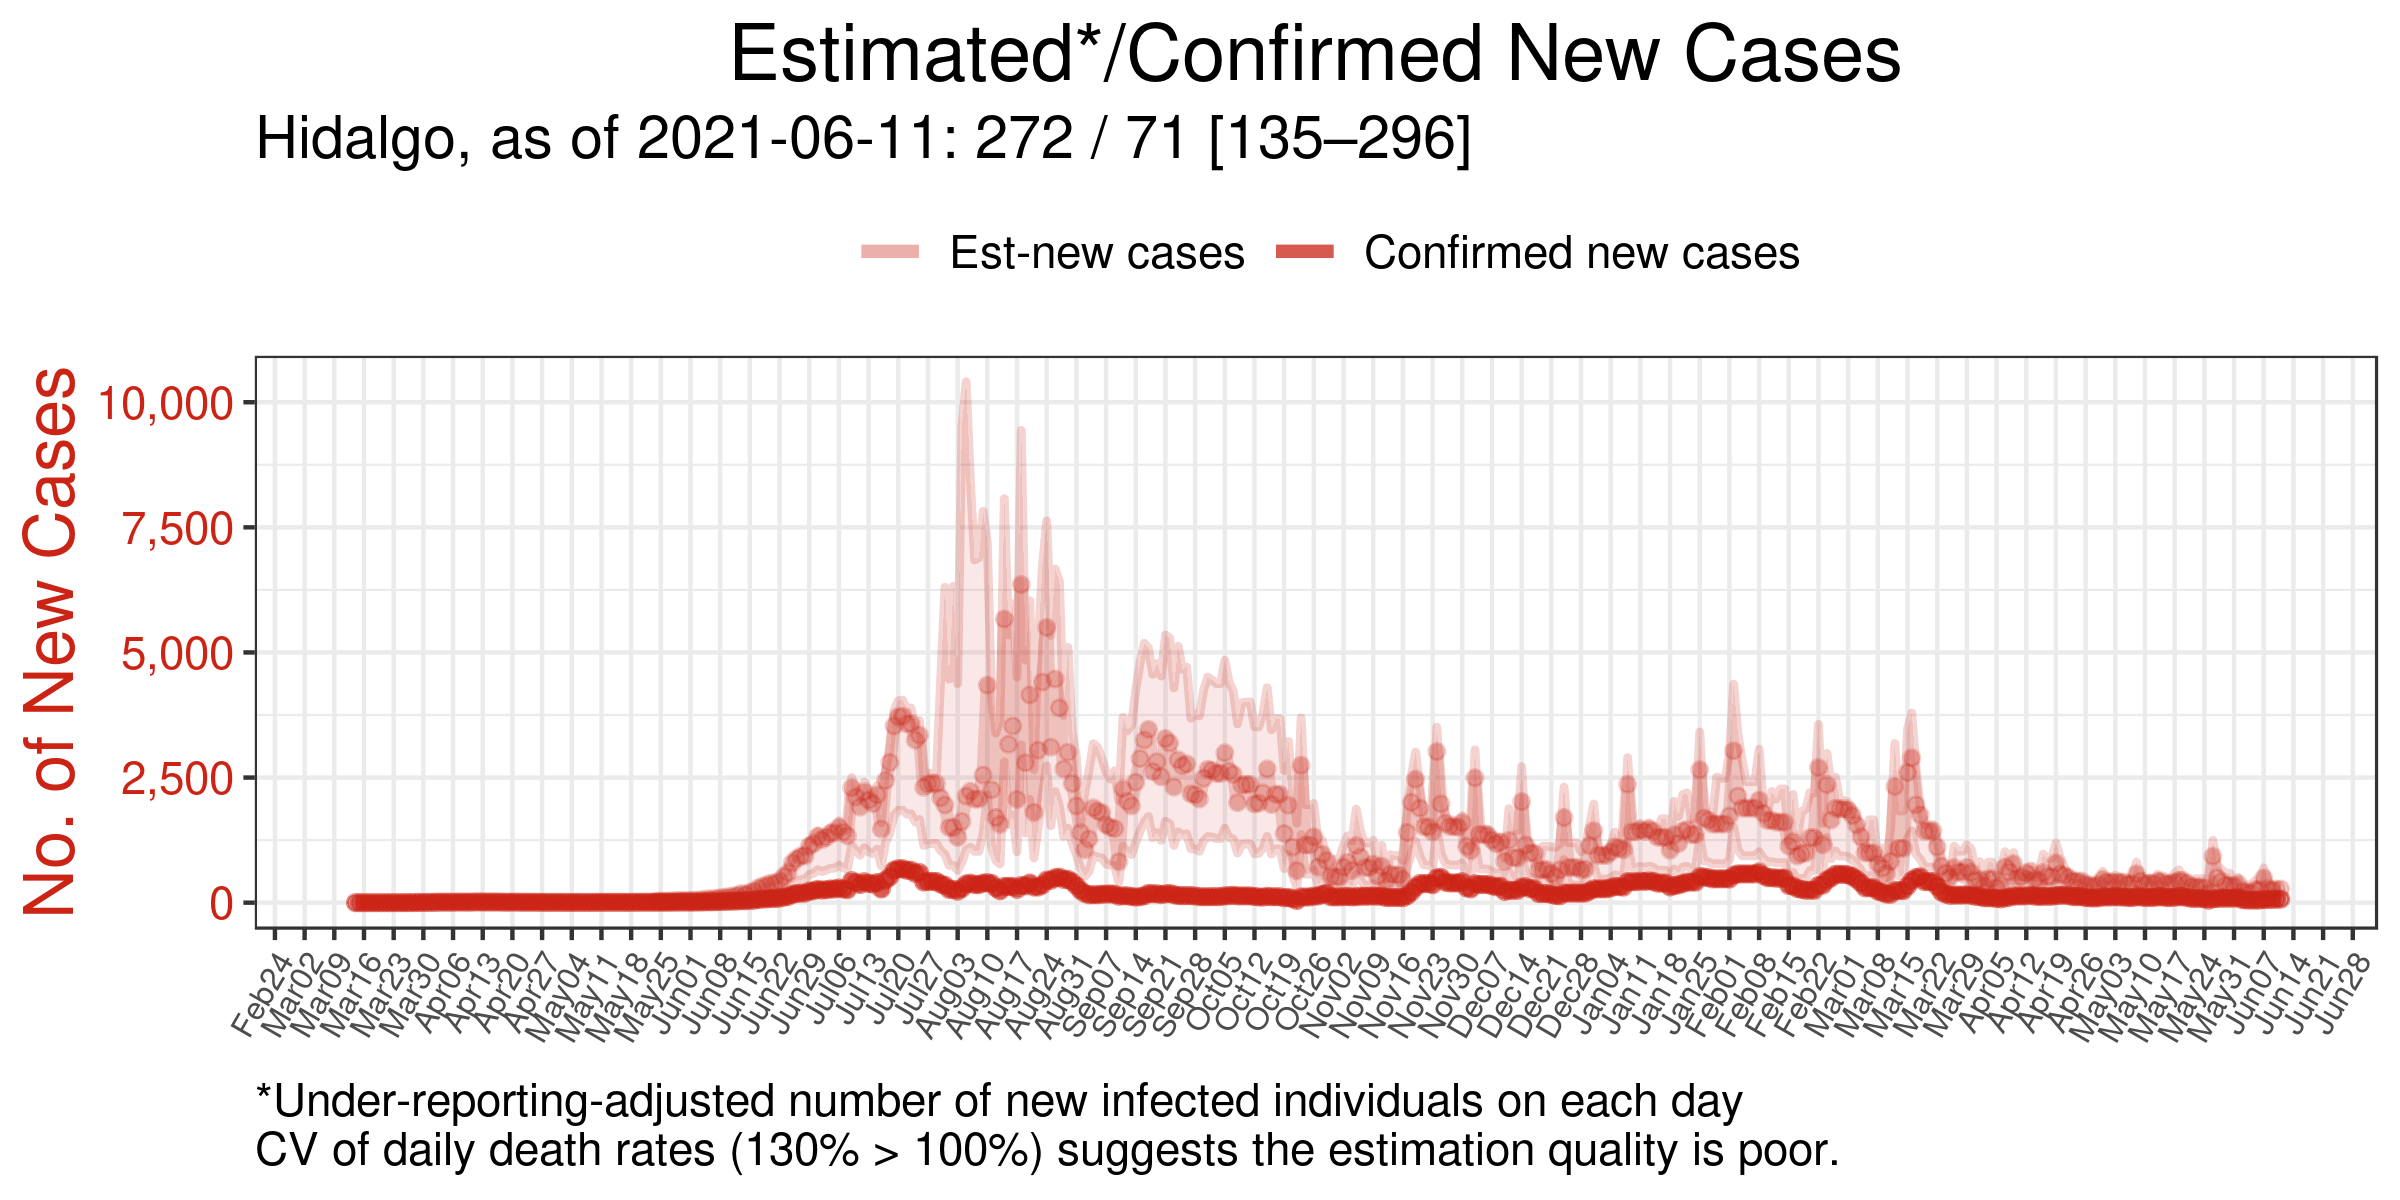 Estimated*/Confirmed New Cases
Hidalgo, as of 2021-06-11: 272 / 71 [135–296]
Est-new cases Confirmed new cases
No. of New Cases
10,000
7,500
5,000
2,500
0
Feb24 Mar02 Mar09 Mar16 Mar23 Mar30 Apr06 Apr13 Apr20 Apr27 May04 May11 May18 May25 Jun01 Jun08 Jun15 Jun22 Jun29 Jul06 Jul13 Jul20 Jul27 Aug03 Aug10 Aug17 Aug24 Aug31 Sep07 Sep14 Sep21 Sep28 Oct05 Oct12 Oct19 Oct26 Nov02 Nov09 Nov16 Nov23 Nov30 Dec07 Dec14 Dec21 Dec28 Jan04 Jan11 Jan18 Jan25 Feb01 Feb08 Feb15 Feb22 Mar01 Mar08 Mar15 Mar22 Mar29 Apr05 Apr12 Apr19 Apr26 May03 May10 May17 May24 May31 Jun07 Jun14 Jun21 Jun28
*Under-reporting-adjusted number of new infected individuals on each day
CV of daily death rates (130% > 100%) suggests the estimation quality is poor.